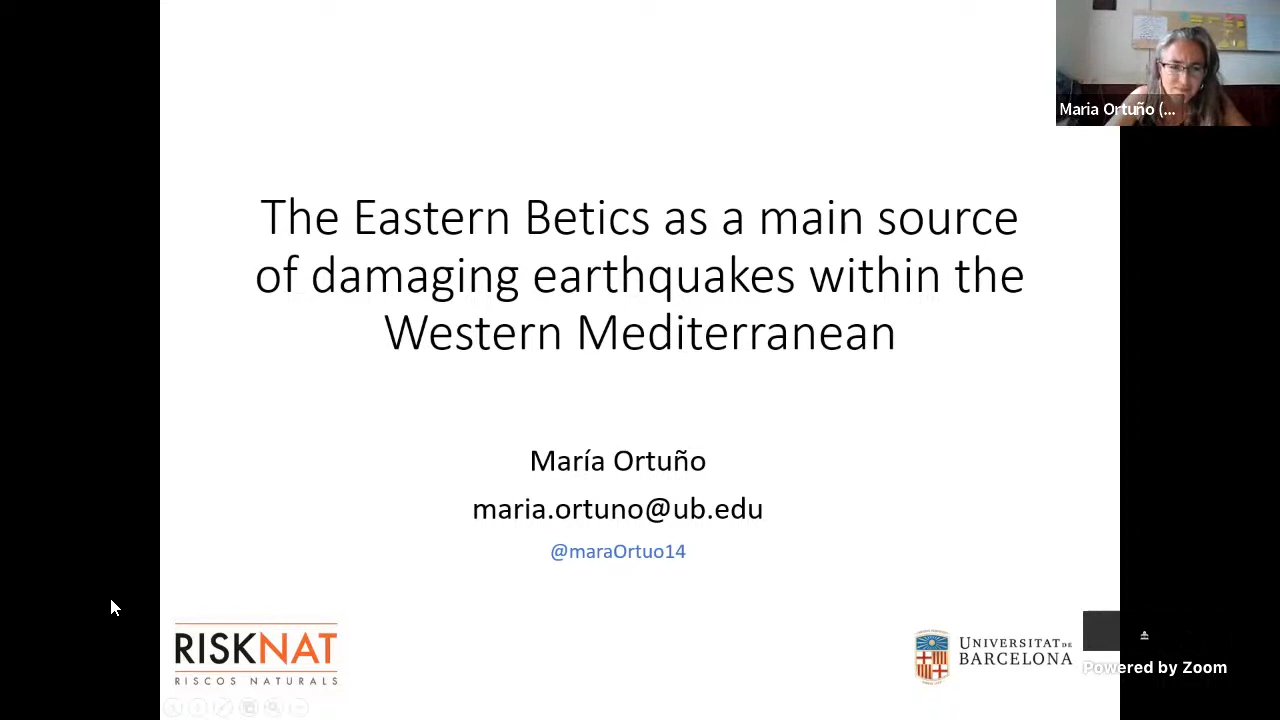 Maria Ortuño (...
The Eastern Betics as a main source
of damaging earthquakes within the
Western Mediterranean
María Ortuño
maria.ortuno@ub.edu
@maraOrtuo14
RISKNAT
RISCOS NATURALS
UNIVERSITAT DE
BARCELONA
Powered by Zoom